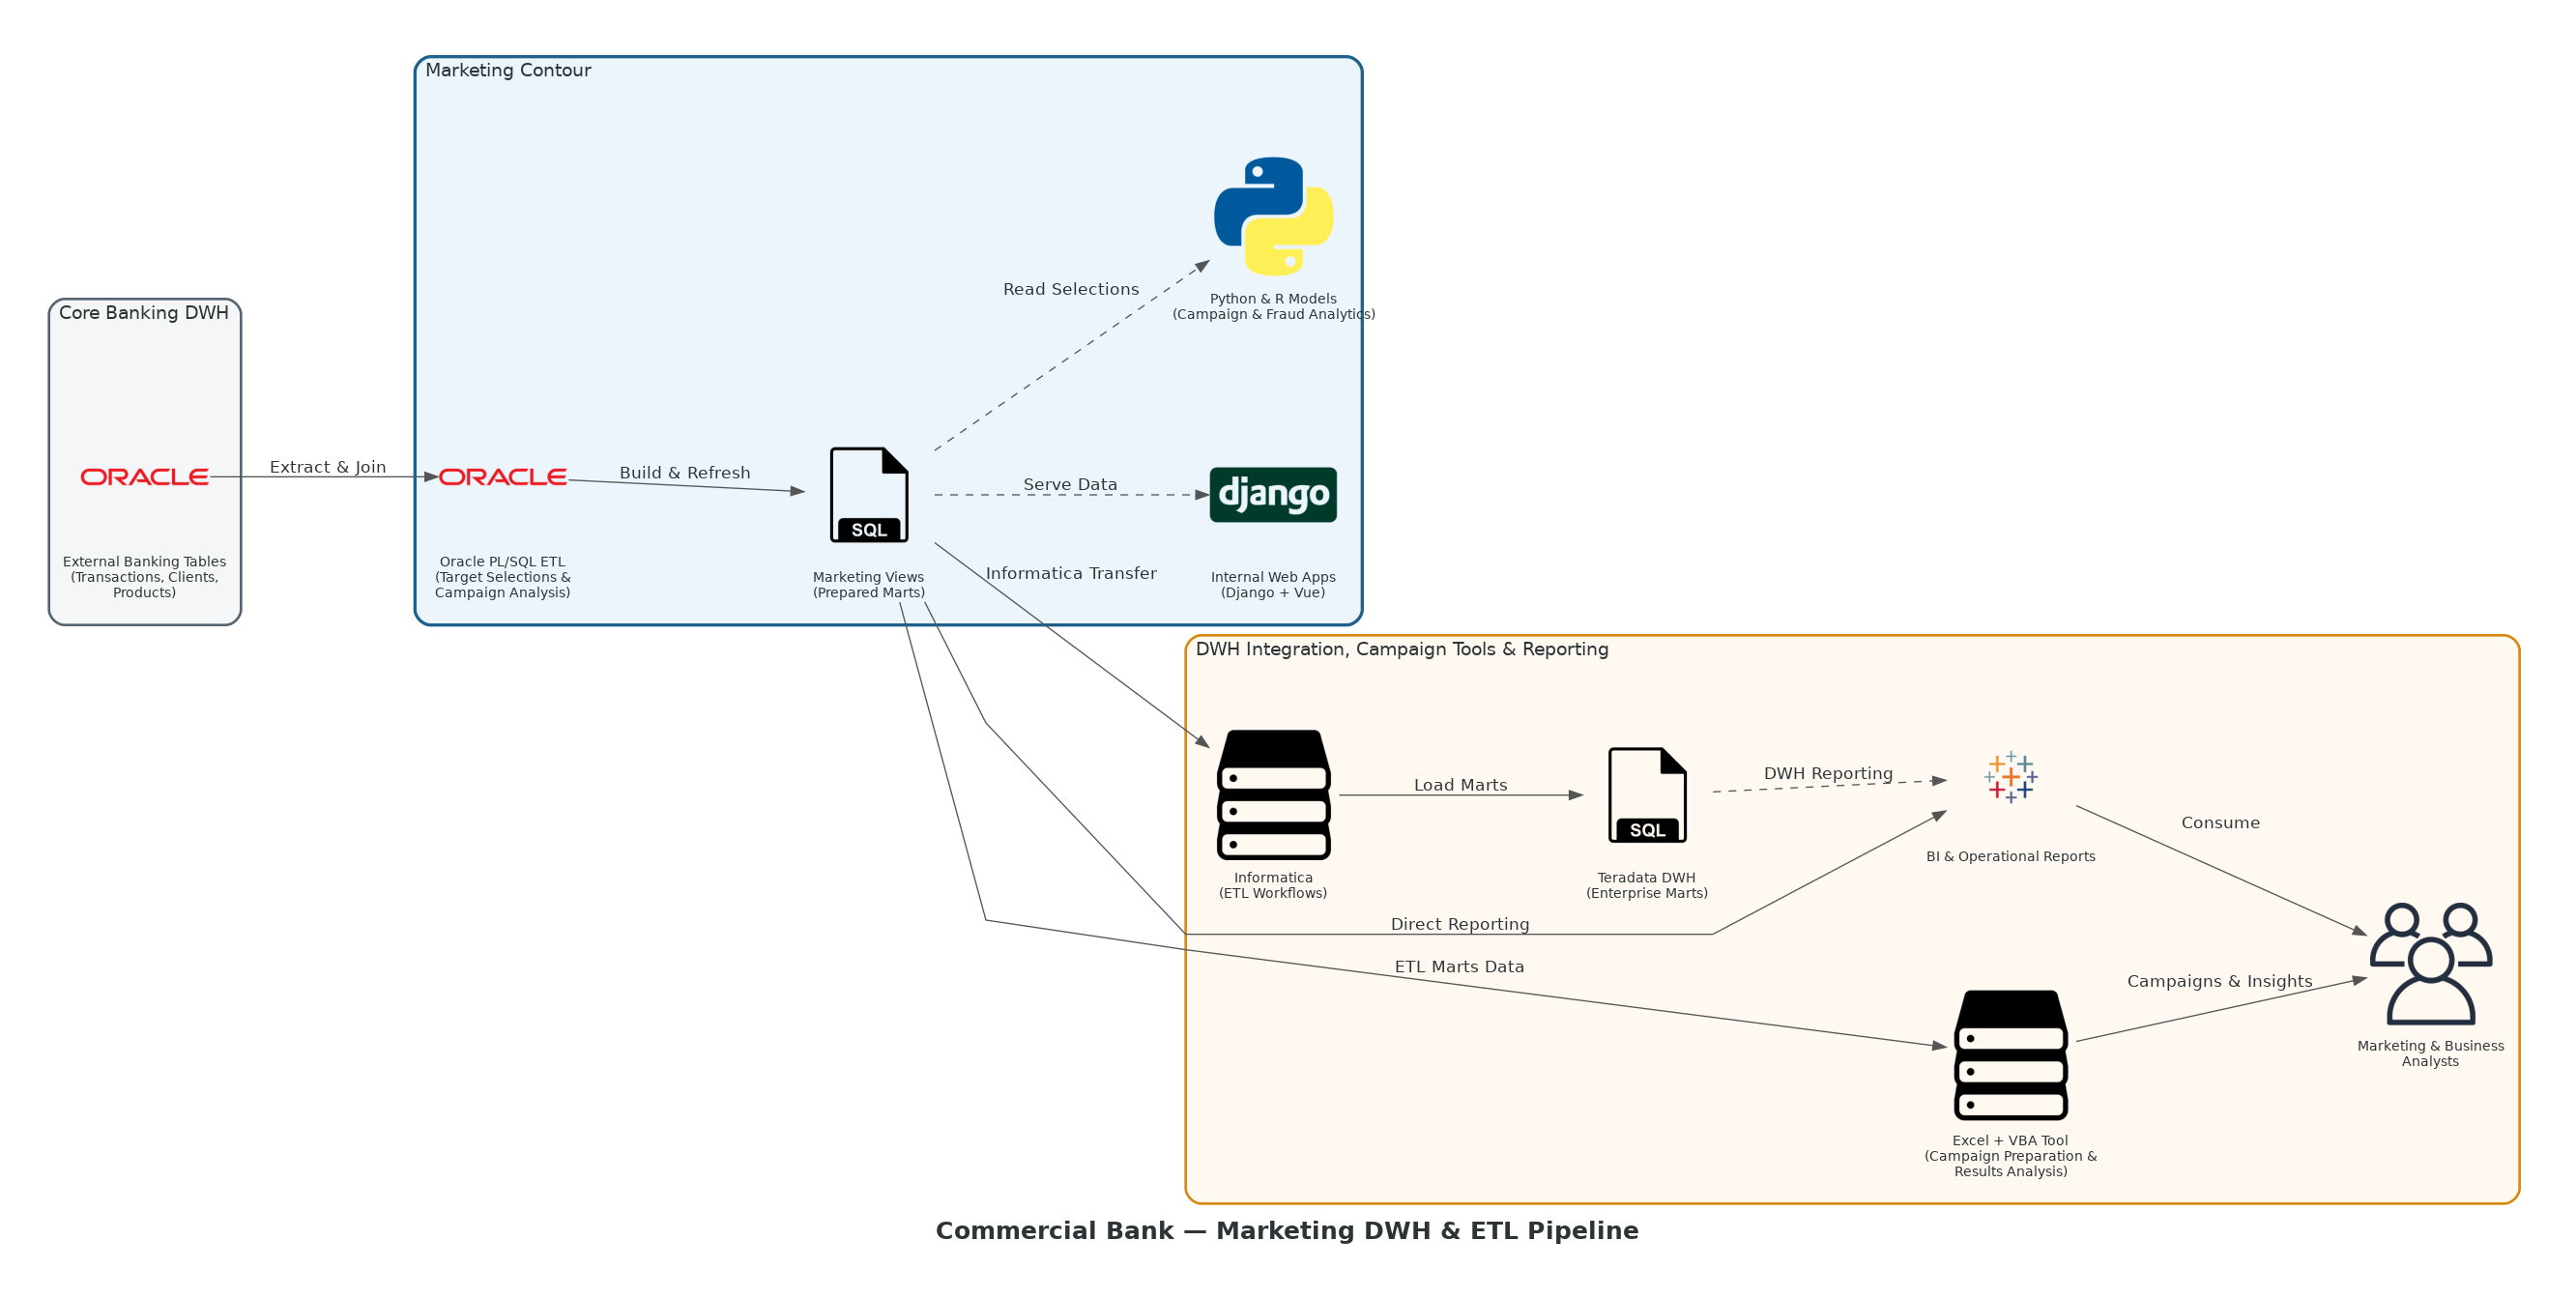 Marketing Contour
Read Selections
Python & R Models
(Campaign & Fraud Analytics)
Core Banking DWH
ORACLE
Extract & Join
ORACLE
Build & Refresh
SQL
Serve Data
django
External Banking Tables
(Transactions, Clients,
Products)
Oracle PL/SQL ETL
(Target Selections &
Campaign Analysis)
Marketing Views
(Prepared Marts)
Informatica Transfer
Internal Web Apps
(Django + Vue)
DWH Integration, Campaign Tools & Reporting
Load Marts
SQL
DWH Reporting
Consume
Informatica
(ETL Workflows)
Teradata DWH
(Enterprise Marts)
BI & Operational Reports
Direct Reporting
ETL Marts Data
Campaigns & Insights
Marketing & Business
Analysts
Excel + VBA Tool
(Campaign Preparation &
Results Analysis)
Commercial Bank — Marketing DWH & ETL Pipeline